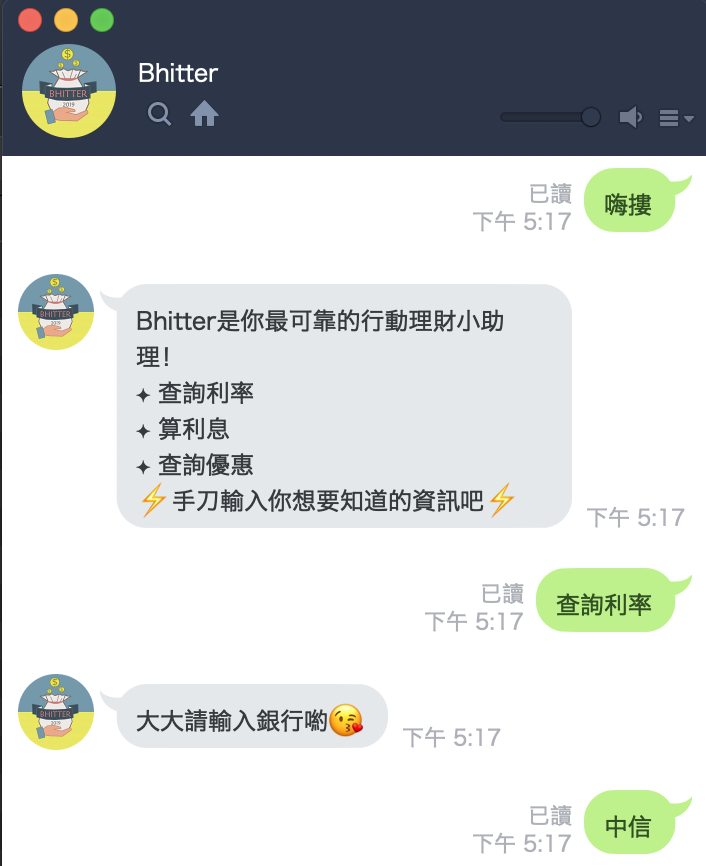 Bhitter
BHITTER
2019
已讀
下午 5:17
嗨摟
Bhitter是你最可靠的行動理財小助
理!
✦ 查詢利率
✦ 算利息
✦ 查詢優惠
⚡手刀輸入你想要知道的資訊吧⚡
下午 5:17
已讀
下午 5:17
查詢利率
大大請輸入銀行喲😘
下午 5:17
已讀
下午 5:17
中信